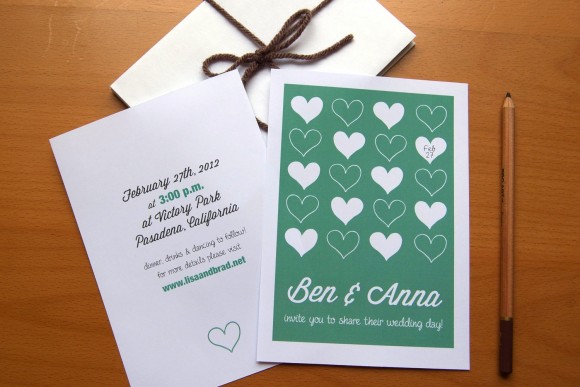 February 27th, 2012
at 3:00 p.m.
at Victory Park
Pasadena, California
dinner, drinks & dancing to follow!
for more details please visit
www.lisaandbrad.net
Feb
27
Ben & Anna
invite you to share their wedding day!